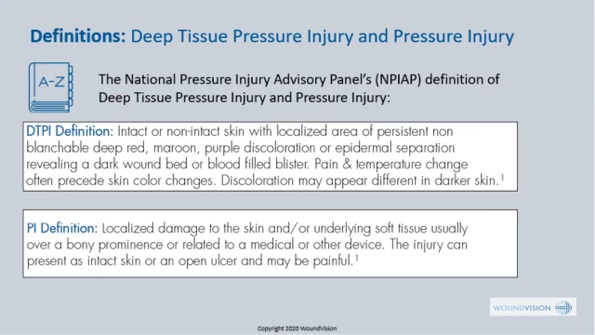 Definitions: Deep Tissue Pressure Injury and Pressure Injury
A-Z
The National Pressure Injury Advisory Panel's (NPIAP) definition of
Deep Tissue Pressure Injury and Pressure Injury:
DTPI Definition: Intact or non-intact skin with localized area of persistent non
blanchable deep red, maroon, purple discoloration or epidermal separation
revealing a dark wound bed or blood filled blister. Pain & temperature change
often precede skin color changes. Discoloration may appear different in darker skin.¹
PI Definition: Localized damage to the skin and/or underlying soft tissue usually
over a bony prominence or related to a medical or other device. The injury can
present as intact skin or an open ulcer and may be painful.¹
WOUNDVISION
Copyright 2020 WoundVision